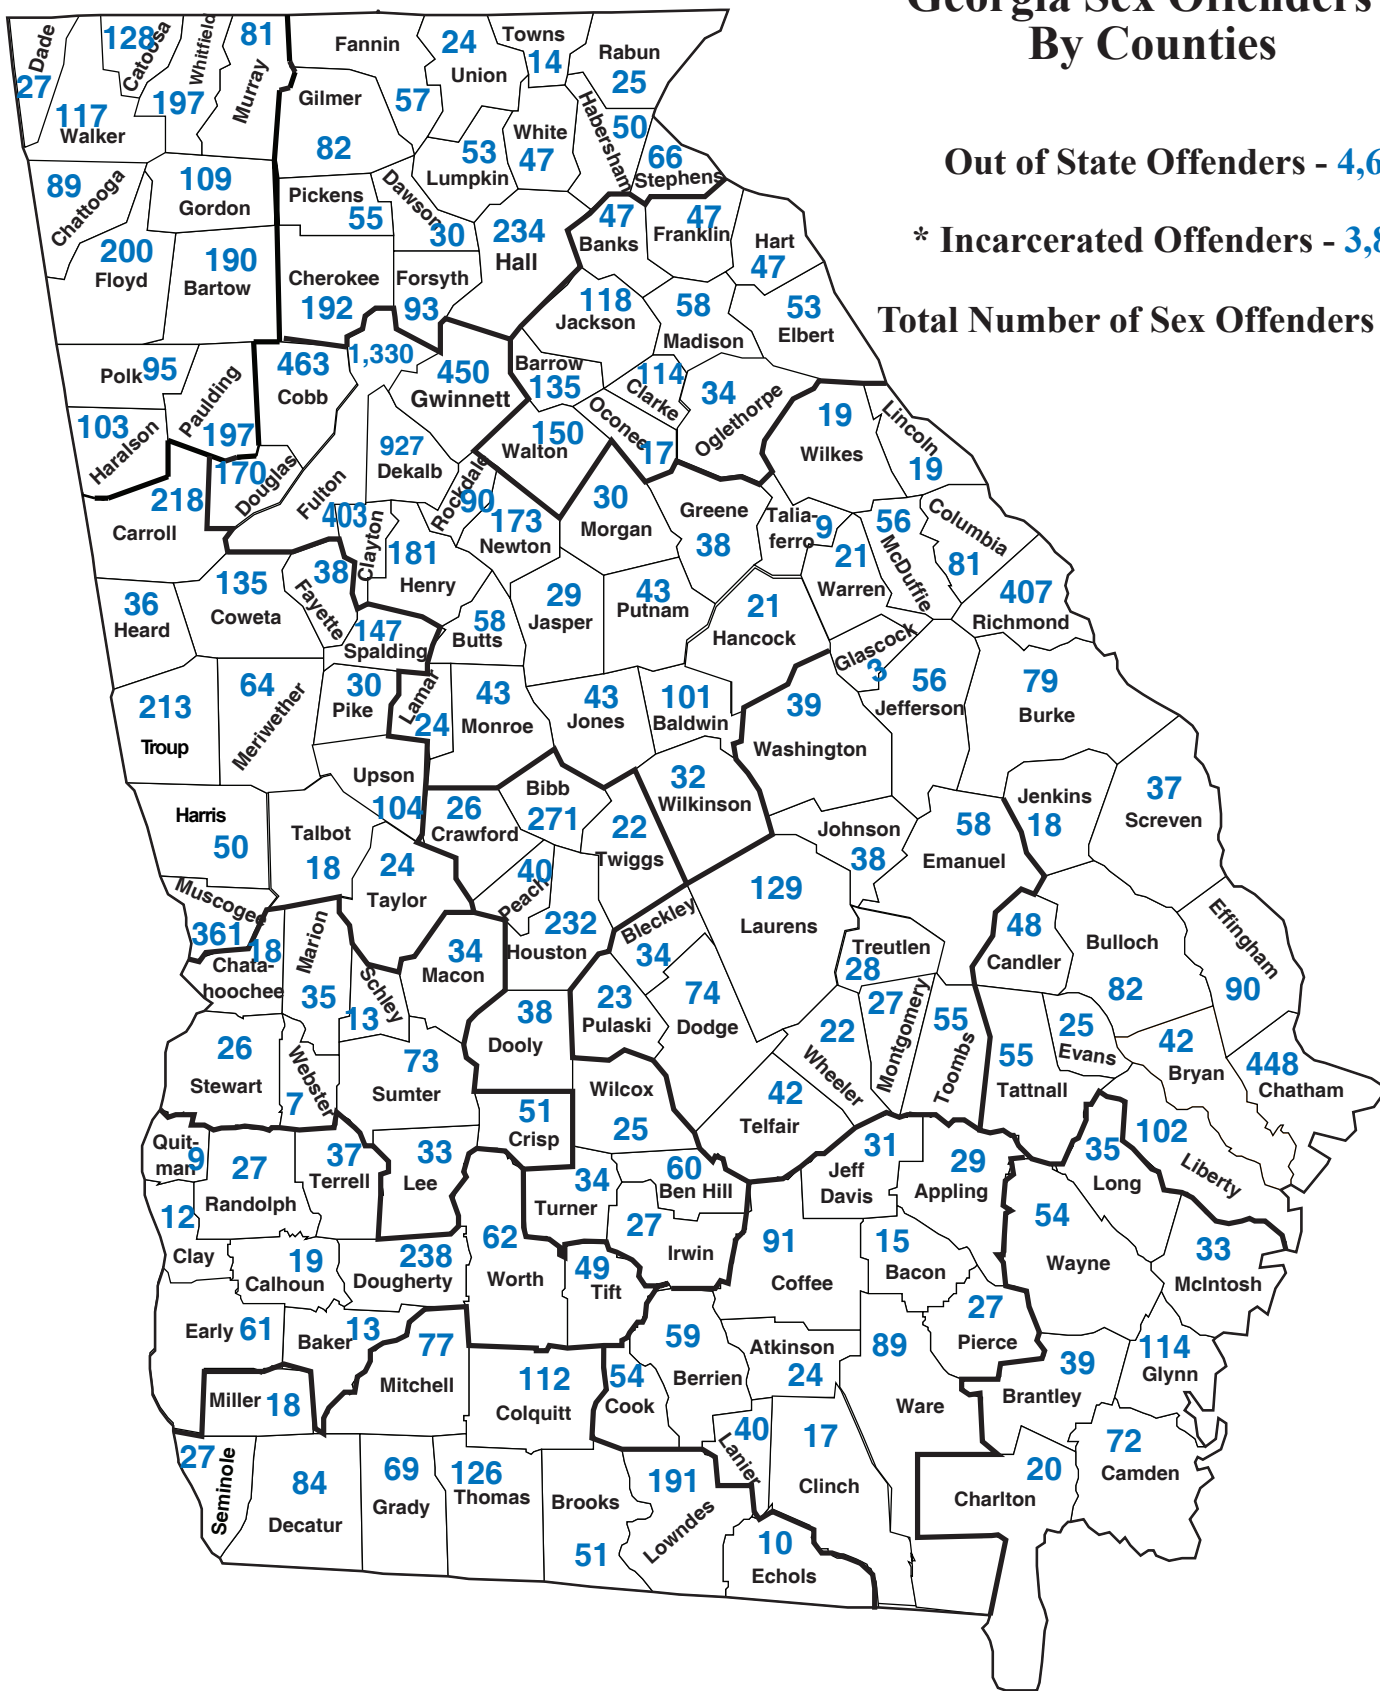 Georgia Sex Offenders
By Counties
Out of State Offenders - 4,6
* Incarcerated Offenders - 3,8
Total Number of Sex Offenders
Dade
27
128
Catoosa
Whitfield
197
81
Murray
117
Walker
Fannin
57
24
Union
Towns
14
Rabun
25
Gilmer
82
Habersham
50
White
47
53
Lumpkin
66
Stephens
89
Chattooga
109
Gordon
Pickens
55
Dawson
30
234
Hall
47
Banks
47
Franklin
Hart
47
200
Floyd
190
Bartow
Cherokee
192
Forsyth
93
118
Jackson
58
Madison
53
Elbert
Polk 95
Paulding
197
463
Cobb
1,330
450
Gwinnett
Barrow
135
114
Clarke
34
Oglethorpe
103
Haralson
170
Douglas
Fulton
927
Dekalb
Rockdale
90
150
Walton
Oconee
17
19
Wilkes
Lincoln
19
218
Carroll
403
Clayton
181
Henry
173
Newton
30
Morgan
Greene
38
Talia-
ferro
9
21
Warren
56
McDuffie
Columbia
81
407
Richmond
36
Heard
135
Coweta
38
Fayette
147
Spalding
58
Butts
29
Jasper
43
Putnam
21
Hancock
Glascock
3
56
Jefferson
79
Burke
213
Troup
64
Meriwether
30
Pike
Lamar
24
43
Monroe
43
Jones
101
Baldwin
39
Washington
Harris
50
Talbot
18
Upson
104
26
Crawford
Bibb
271
22
Twiggs
32
Wilkinson
Johnson
38
58
Emanuel
Jenkins
18
37
Screven
Muscogee
361
24
Taylor
40
Peach
232
Houston
129
Laurens
18
Chata-
hoochee
Marion
35
Schley
13
34
Macon
Bleckley
34
Treutlen
28
48
Candler
Bulloch
82
Effingham
90
26
Stewart
Webster
7
73
Sumter
38
Dooly
23
Pulaski
74
Dodge
22
Wheeler
27
Montgomery
55
Toombs
55
Tattnall
25
Evans
42
Bryan
448
Chatham
Quit-
man
9
27
Randolph
37
Terrell
33
Lee
51
Crisp
Wilcox
25
42
Telfair
31
Jeff
Davis
29
Appling
35
Long
102
Liberty
12
Clay
19
Calhoun
238
Dougherty
62
Worth
34
Turner
60
Ben Hill
27
Irwin
49
Tift
91
Coffee
15
Bacon
54
Wayne
33
McIntosh
Early 61
Baker
13
77
Mitchell
112
Colquitt
54
Cook
59
Berrien
Atkinson
24
89
Ware
27
Pierce
39
Brantley
114
Glynn
Miller 18
27
Seminole
84
Decatur
69
Grady
126
Thomas
Brooks
51
191
Lowndes
40
Lanier
17
Clinch
10
Echols
20
Charlton
72
Camden